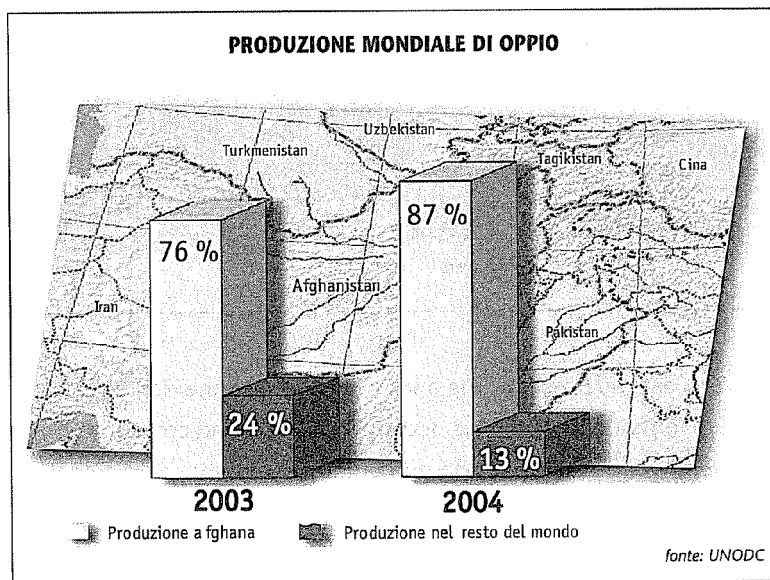 PRODUZIONE MONDIALE DI OPPIO
Uzbekistan
Turkmenistan
Tagikistan
Cina
87 %
76 %
Afghanistan
Iran
Pakistan
24 %
13 %
2003
2004
Produzione a fghana
Produzione nel resto del mondo
fonte: UNODC